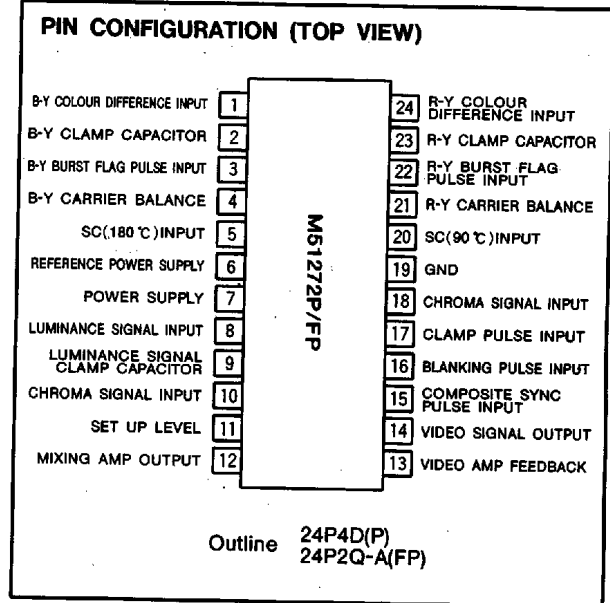 PIN CONFIGURATION (TOP VIEW)
B-Y COLOUR DIFFERENCE INPUT 1
B-Y CLAMP CAPACITOR 2
B-Y BURST FLAG PULSE INPUT 3
B-Y CARRIER BALANCE 4
SC(180℃)INPUT 5
REFERENCE POWER SUPPLY 6
POWER SUPPLY 7
LUMINANCE SIGNAL INPUT 8
LUMINANCE SIGNAL
CLAMP CAPACITOR 9
CHROMA SIGNAL INPUT 10
SET UP LEVEL 11
MIXING AMP OUTPUT 12
M51272P/FP
24 R-Y COLOUR
DIFFERENCE INPUT
23 R-Y CLAMP CAPACITOR
22 R-Y BURST FLAG
PULSE INPUT
21 R-Y CARRIER BALANCE
20 SC(90℃)INPUT
19 GND
18 CHROMA SIGNAL INPUT
17 CLAMP PULSE INPUT
16 BLANKING PULSE INPUT
15 COMPOSITE SYNC
PULSE INPUT
14 VIDEO SIGNAL OUTPUT
13 VIDEO AMP FEEDBACK
Outline 24P4D(P)
24P2Q-A(FP)